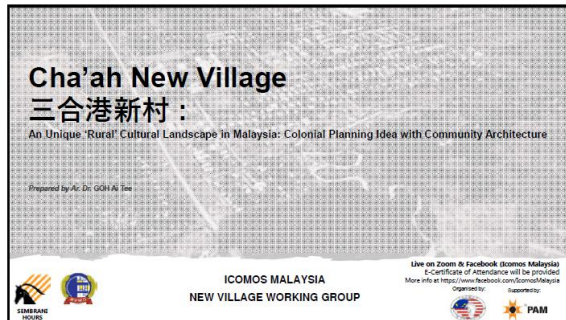 Cha'ah New Village
三合港新村：
An Unique 'Rural' Cultural Landscape in Malaysia: Colonial Planning Idea with Community Architecture
Prepared by Ar. Dr. GOH Ai Tee
ICOMOS MALAYSIA
NEW VILLAGE WORKING GROUP
Live on Zoom & Facebook (Icomos Malaysia)
E-Certificate of Attendance will be provided
More info at https://www.facebook.com/IcomosMalaysia
Organised by:
Supported by:
SEMBRANI
HOURS
PAM